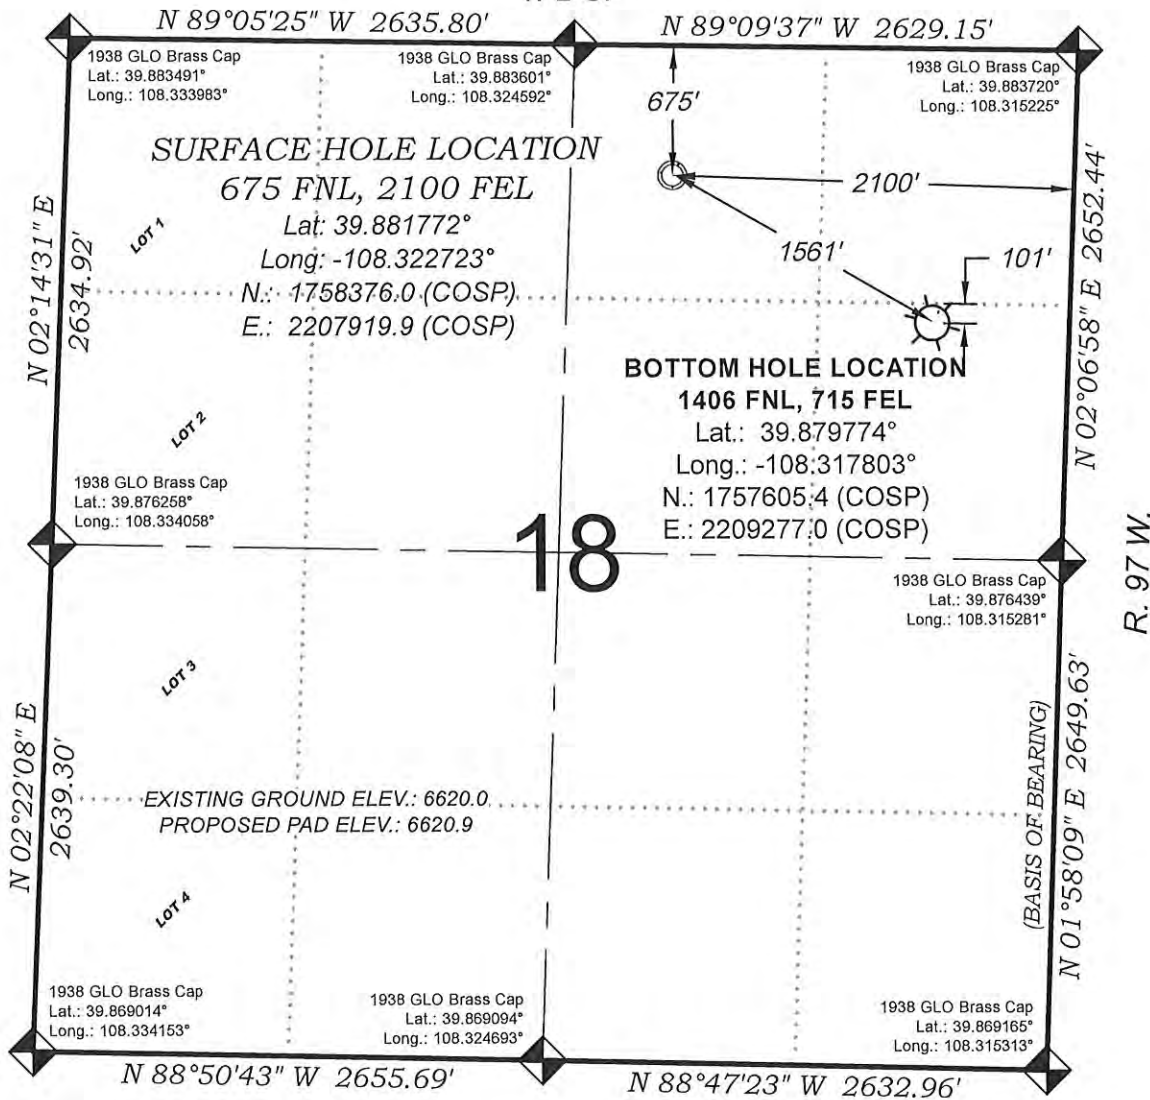 N 89°05'25" W 2635.80'
N 89°09'37" W 2629.15'
1938 GLO Brass Cap
Lat.: 39.883491°
Long.: 108.333983°
1938 GLO Brass Cap
Lat.: 39.883601°
Long.: 108.324592°
1938 GLO Brass Cap
Lat.: 39.883720°
Long.: 108.315225°
675'
SURFACE HOLE LOCATION
675 FNL, 2100 FEL
Lat: 39.881772°
Long: -108.322723°
N.: 1758376.0 (COSP)
E.: 2207919.9 (COSP)
2100'
1561'
101'
N 02°14'31" E
2634.92'
LOT 1
N 02°06'58" E 2652.44'
BOTTOM HOLE LOCATION
1406 FNL, 715 FEL
Lat.: 39.879774°
Long.: -108.317803°
N.: 1757605.4 (COSP)
E.: 2209277.0 (COSP)
LOT 2
1938 GLO Brass Cap
Lat.: 39.876258°
Long.: 108.334058°
18
R. 97 W.
1938 GLO Brass Cap
Lat.: 39.876439°
Long.: 108.315281°
LOT 3
N 02°22'08" E
2639.30'
EXISTING GROUND ELEV.: 6620.0
PROPOSED PAD ELEV.: 6620.9
(BASIS OF BEARING)
N 01°58'09" E 2649.63'
LOT 4
1938 GLO Brass Cap
Lat.: 39.869014°
Long.: 108.334153°
1938 GLO Brass Cap
Lat.: 39.869094°
Long.: 108.324693°
1938 GLO Brass Cap
Lat.: 39.869165°
Long.: 108.315313°
N 88°50'43" W 2655.69'
N 88°47'23" W 2632.96'